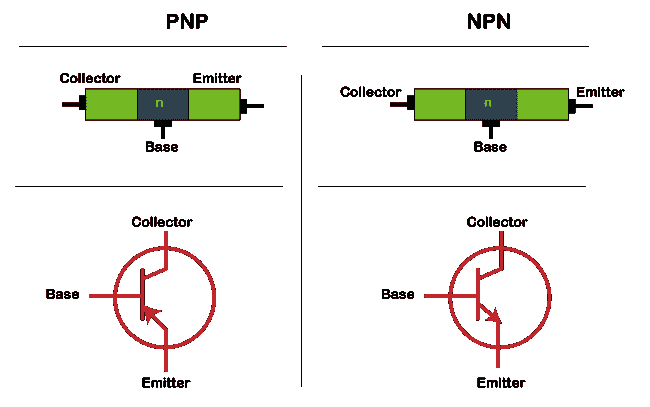 PNP
NPN
Collector
Emitter
n
Base
Collector
Emitter
n
Base
Collector
Base
Emitter
Collector
Base
Emitter